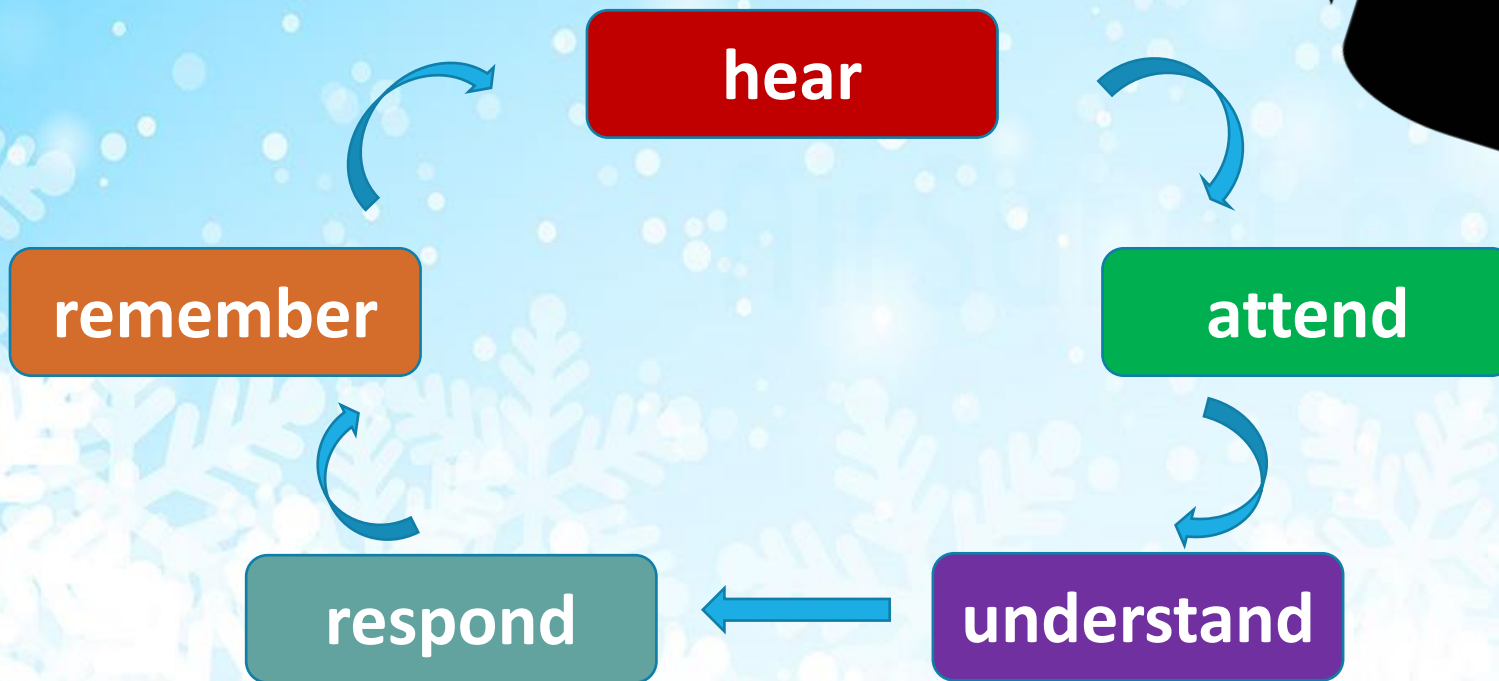 hear
remember
attend
respond
understand